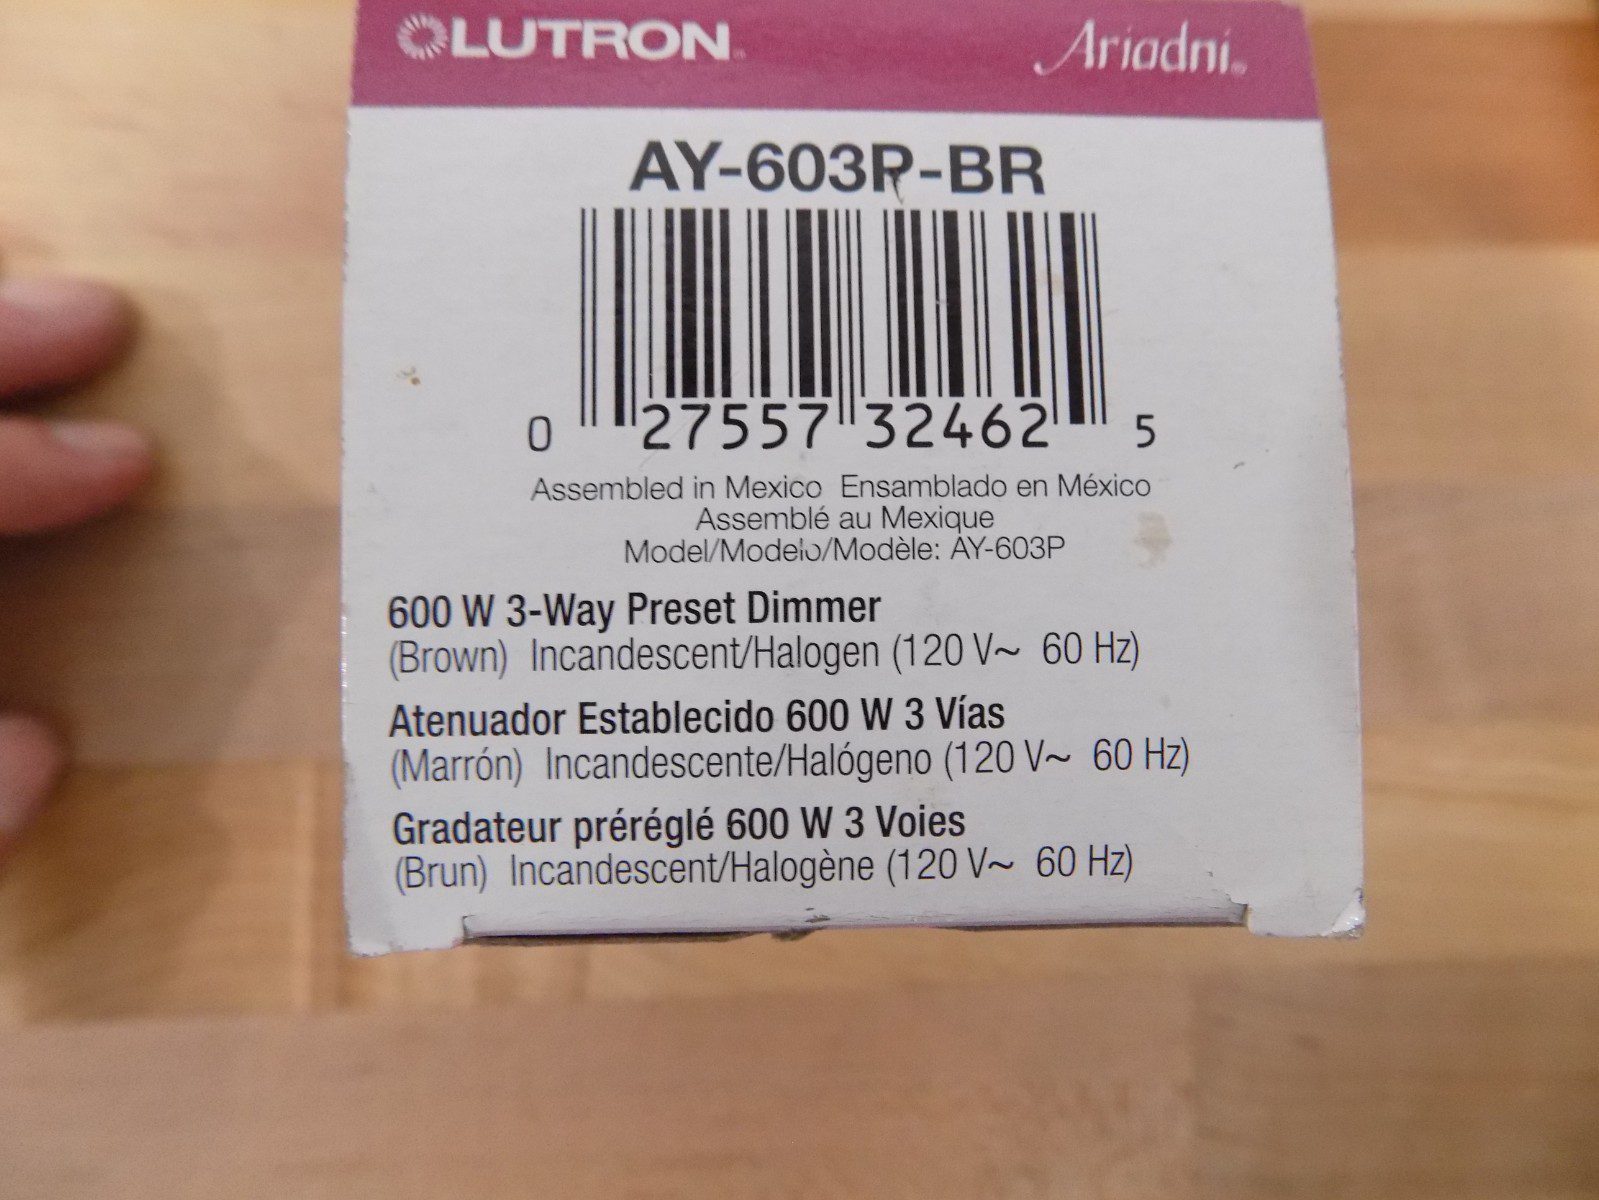 LUTRON®
Ariadni®
AY-603P-BR
0 27557 32462 5
Assembled in Mexico Ensamblado en México
Assemblé au Mexique
Model/Modelo/Modèle: AY-603P
600 W 3-Way Preset Dimmer
(Brown) Incandescent/Halogen (120 V~ 60 Hz)
Atenuador Establecido 600 W 3 Vías
(Marrón) Incandescente/Halógeno (120 V~ 60 Hz)
Gradateur préréglé 600 W 3 Voies
(Brun) Incandescent/Halogène (120 V~ 60 Hz)